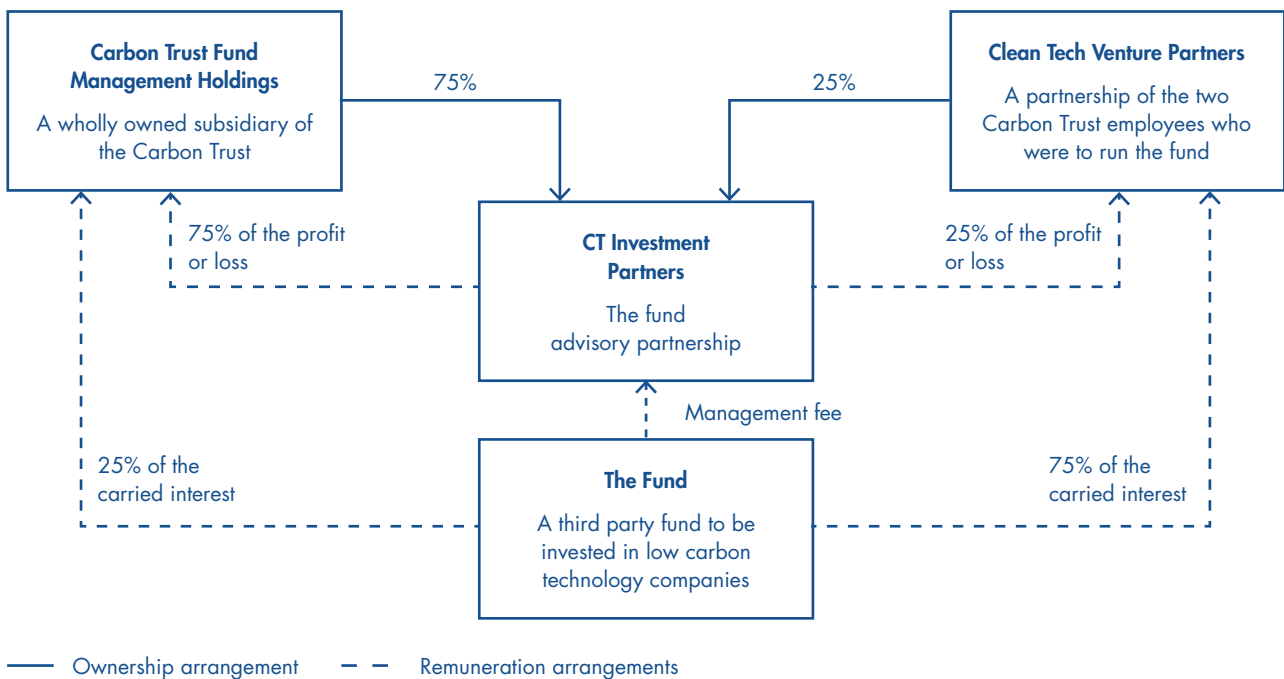 Carbon Trust Fund
Management Holdings
A wholly owned subsidiary of
the Carbon Trust
75%
25%
Clean Tech Venture Partners
A partnership of the two
Carbon Trust employees who
were to run the fund
75% of the profit
or loss
CT Investment
Partners
The fund
advisory partnership
25% of the profit
or loss
Management fee
25% of the
carried interest
The Fund
A third party fund to be
invested in low carbon
technology companies
75% of the
carried interest
Ownership arrangement
Remuneration arrangements